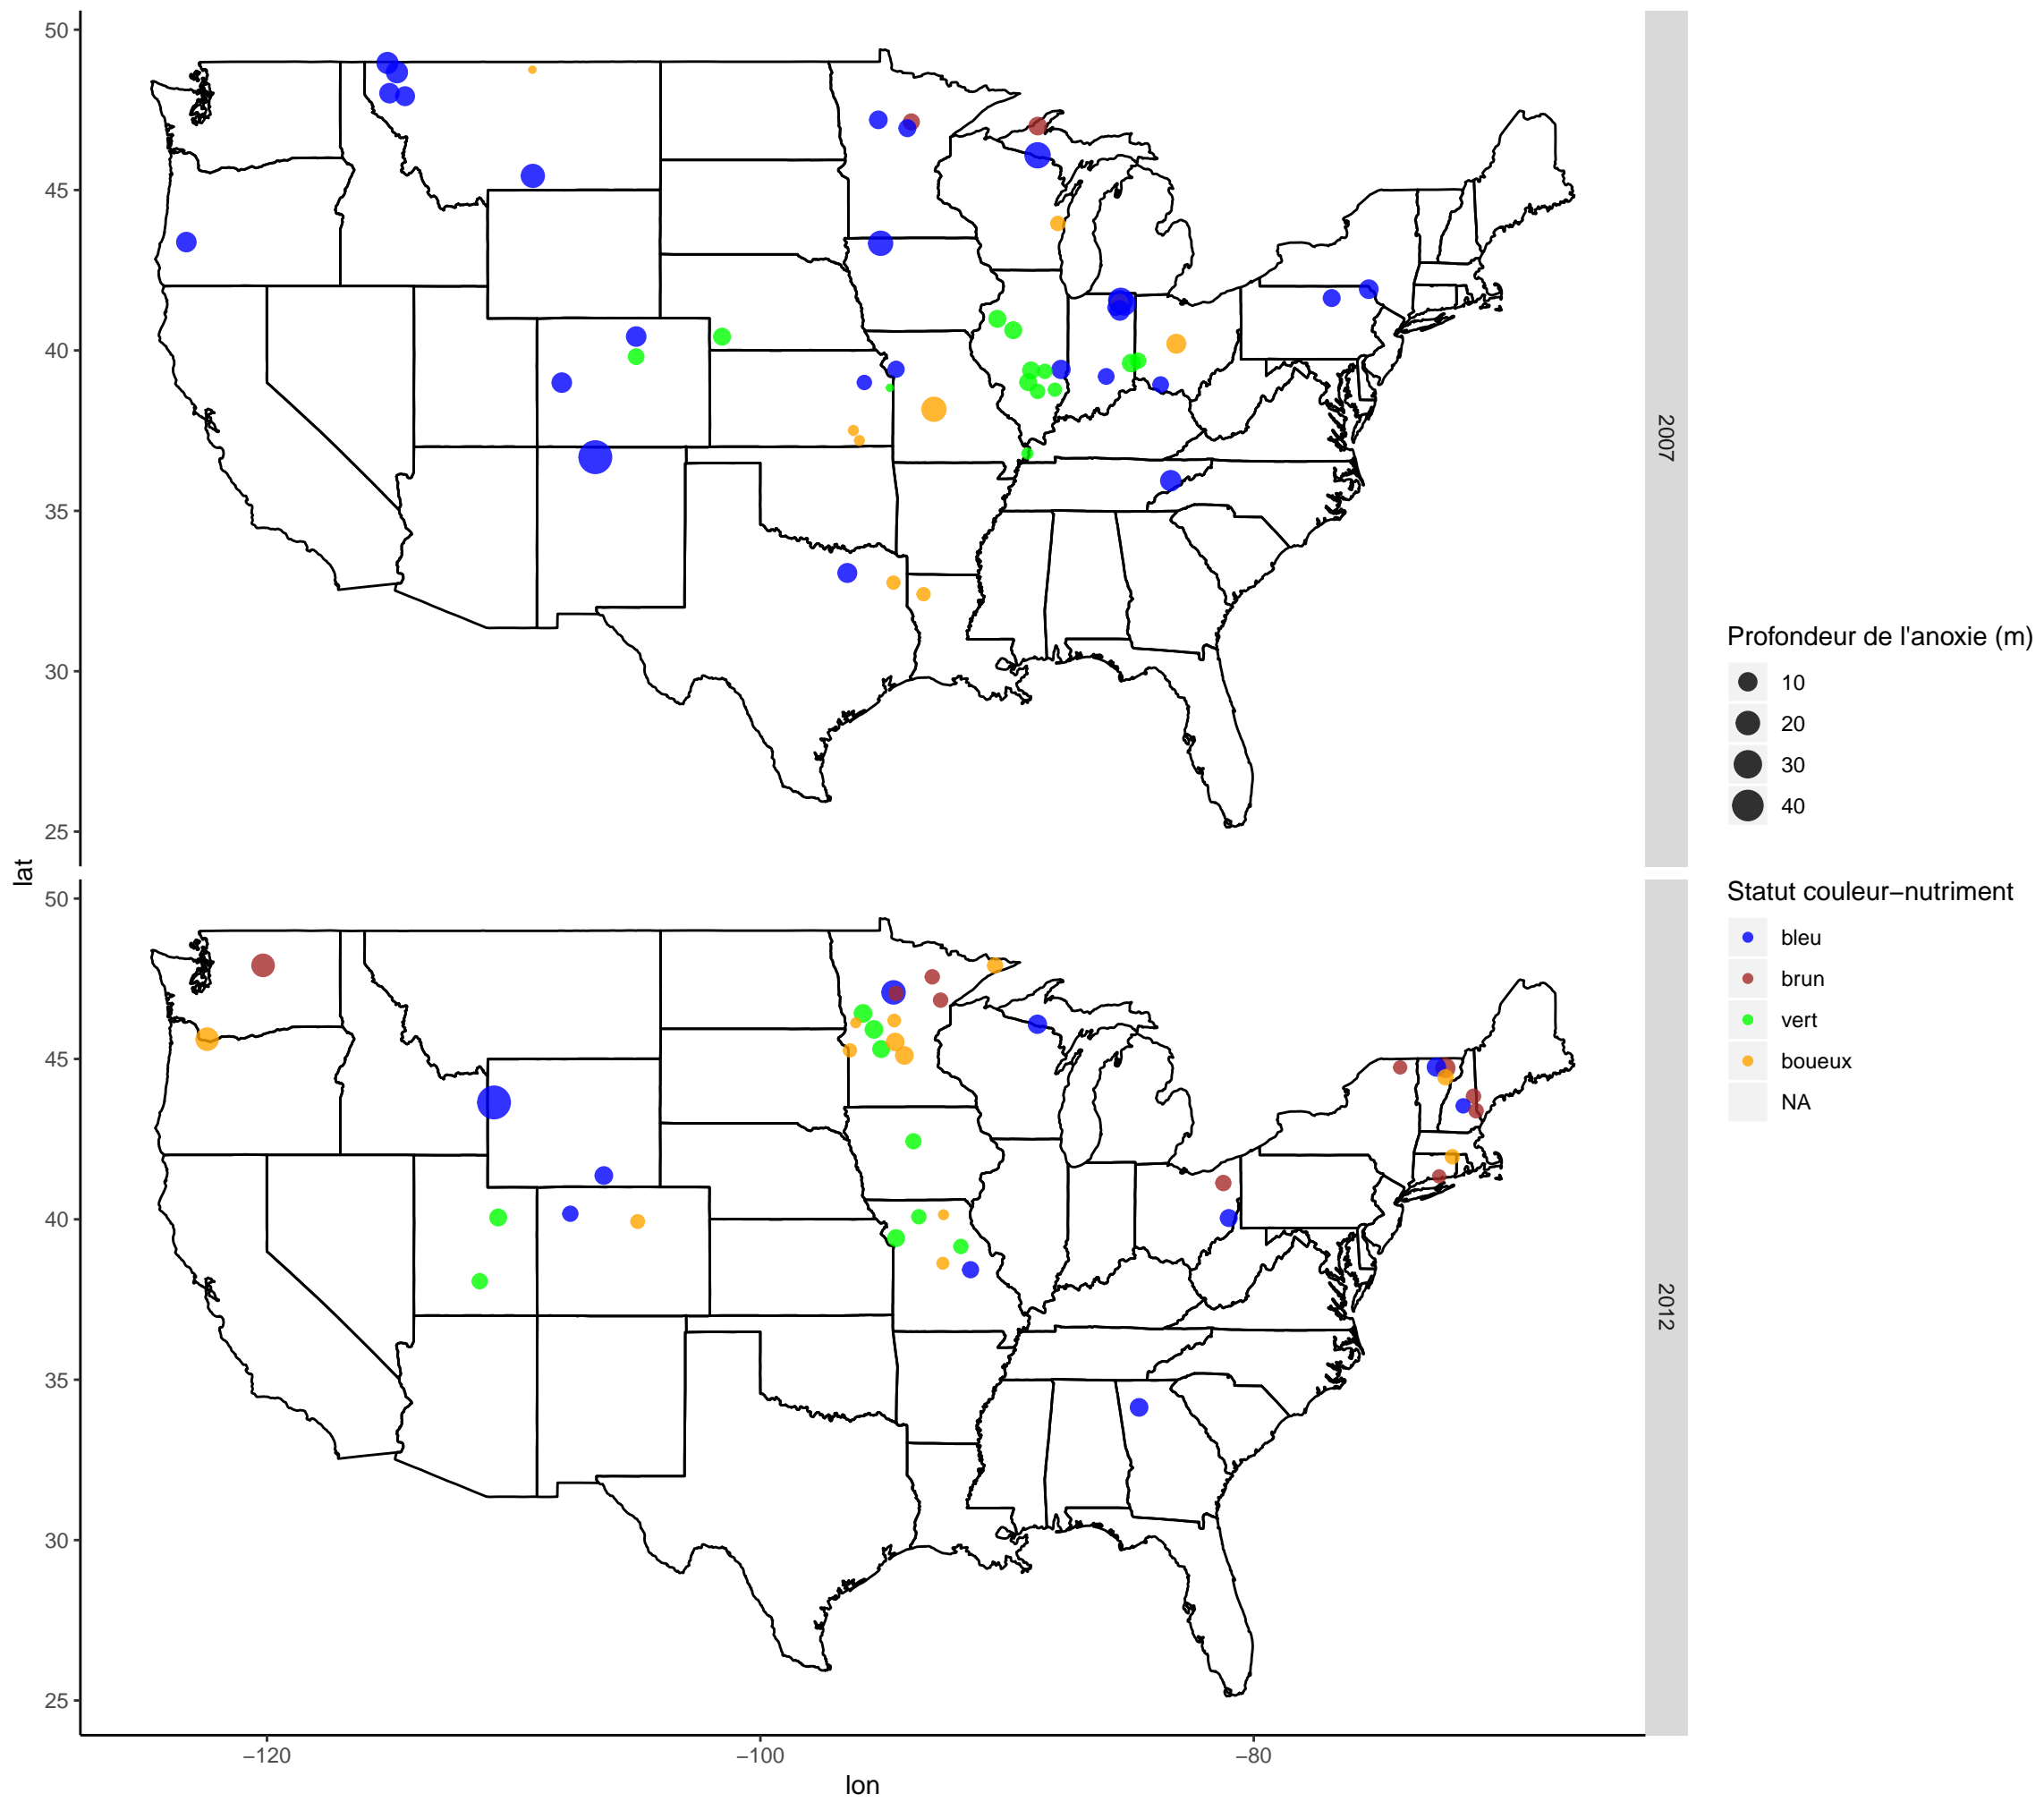 50
45
40
35
30
25
2007
50
45
40
35
30
25
2012
lat
−120
−100
−80
lon
Profondeur de l'anoxie (m)
10
20
30
40
Statut couleur−nutriment
bleu
brun
vert
boueux
NA